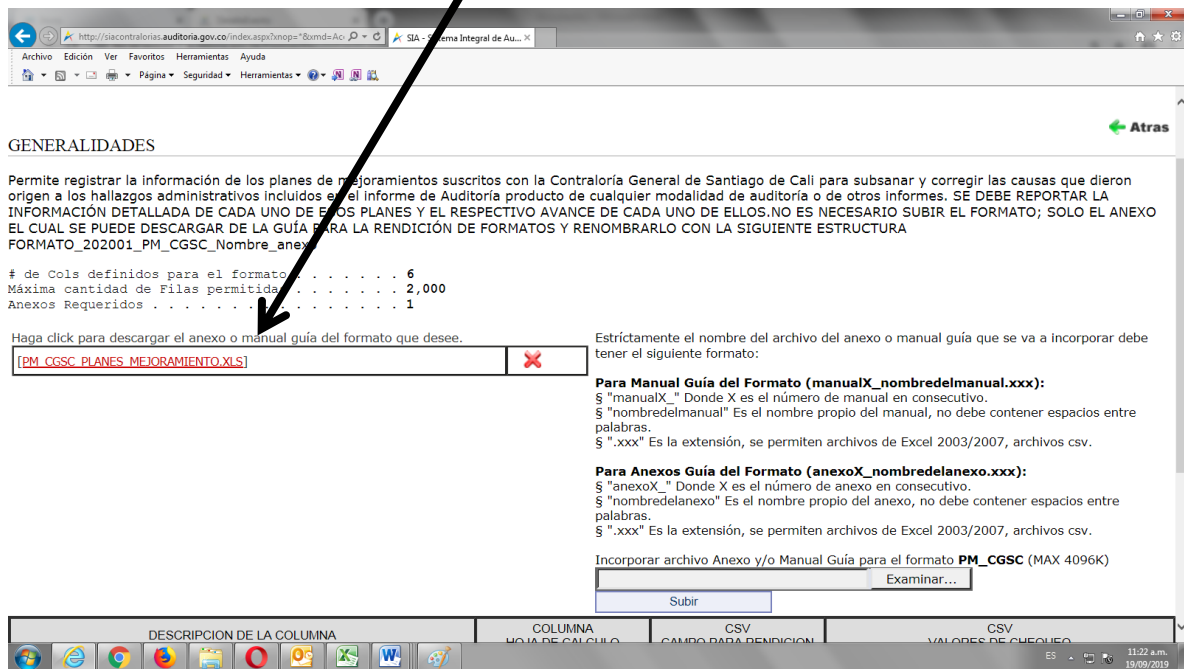 http://siacontralorias.auditoria.gov.co/index.aspx?xnop=*&xmd=Ac
SIA - Sistema Integral de Au...
Archivo Edición Ver Favoritos Herramientas Ayuda
Página Seguridad Herramientas
Atras
GENERALIDADES
Permite registrar la información de los planes de mejoramientos suscritos con la Contraloría General de Santiago de Cali para subsanar y corregir las causas que dieron
origen a los hallazgos administrativos incluidos en el informe de Auditoría producto de cualquier modalidad de auditoría o de otros informes. SE DEBE REPORTAR LA
INFORMACIÓN DETALLADA DE CADA UNO DE ESOS PLANES Y EL RESPECTIVO AVANCE DE CADA UNO DE ELLOS.NO ES NECESARIO SUBIR EL FORMATO; SOLO EL ANEXO
EL CUAL SE PUEDE DESCARGAR DE LA GUÍA PARA LA RENDICIÓN DE FORMATOS Y RENOMBRARLO CON LA SIGUIENTE ESTRUCTURA
FORMATO_202001_PM_CGSC_Nombre_anexo
# de Cols definidos para el formato . . . . . . . 6
Máxima cantidad de Filas permitidas . . . . . . . 2,000
Anexos Requeridos . . . . . . . . . . . . . . . . 1
Haga click para descargar el anexo o manual guía del formato que desee.
[PM_CGSC_PLANES_MEJORAMIENTO.XLS]
Estríctamente el nombre del archivo del anexo o manual guía que se va a incorporar debe
tener el siguiente formato:
Para Manual Guía del Formato (manualX_nombredelmanual.xxx):
§ "manualX_" Donde X es el número de manual en consecutivo.
§ "nombredelmanual" Es el nombre propio del manual, no debe contener espacios entre
palabras.
§ ".xxx" Es la extensión, se permiten archivos de Excel 2003/2007, archivos csv.
Para Anexos Guía del Formato (anexoX_nombredelanexo.xxx):
§ "anexoX_" Donde X es el número de anexo en consecutivo.
§ "nombredelanexo" Es el nombre propio del anexo, no debe contener espacios entre
palabras.
§ ".xxx" Es la extensión, se permiten archivos de Excel 2003/2007, archivos csv.
Incorporar archivo Anexo y/o Manual Guía para el formato PM_CGSC (MAX 4096K)
Examinar...
Subir
DESCRIPCION DE LA COLUMNA
COLUMNA
HOJA DE CALCULO
CSV
CAMPO PARA RENDICION
CSV
VALORES DE CHEQUEO
ES
11:22 a.m.
19/09/2019